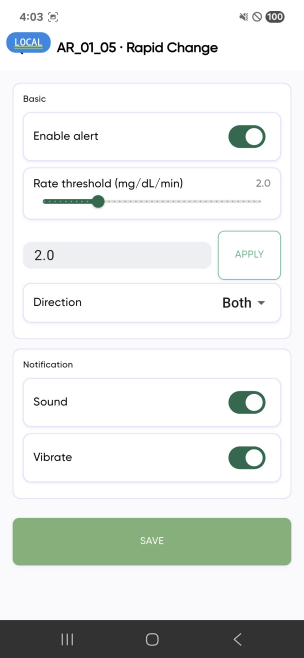 4:03
100
LOCAL
AR_01_05 · Rapid Change
Basic
Enable alert
Rate threshold (mg/dL/min) 2.0
2.0
APPLY
Direction
Both
Notification
Sound
Vibrate
SAVE